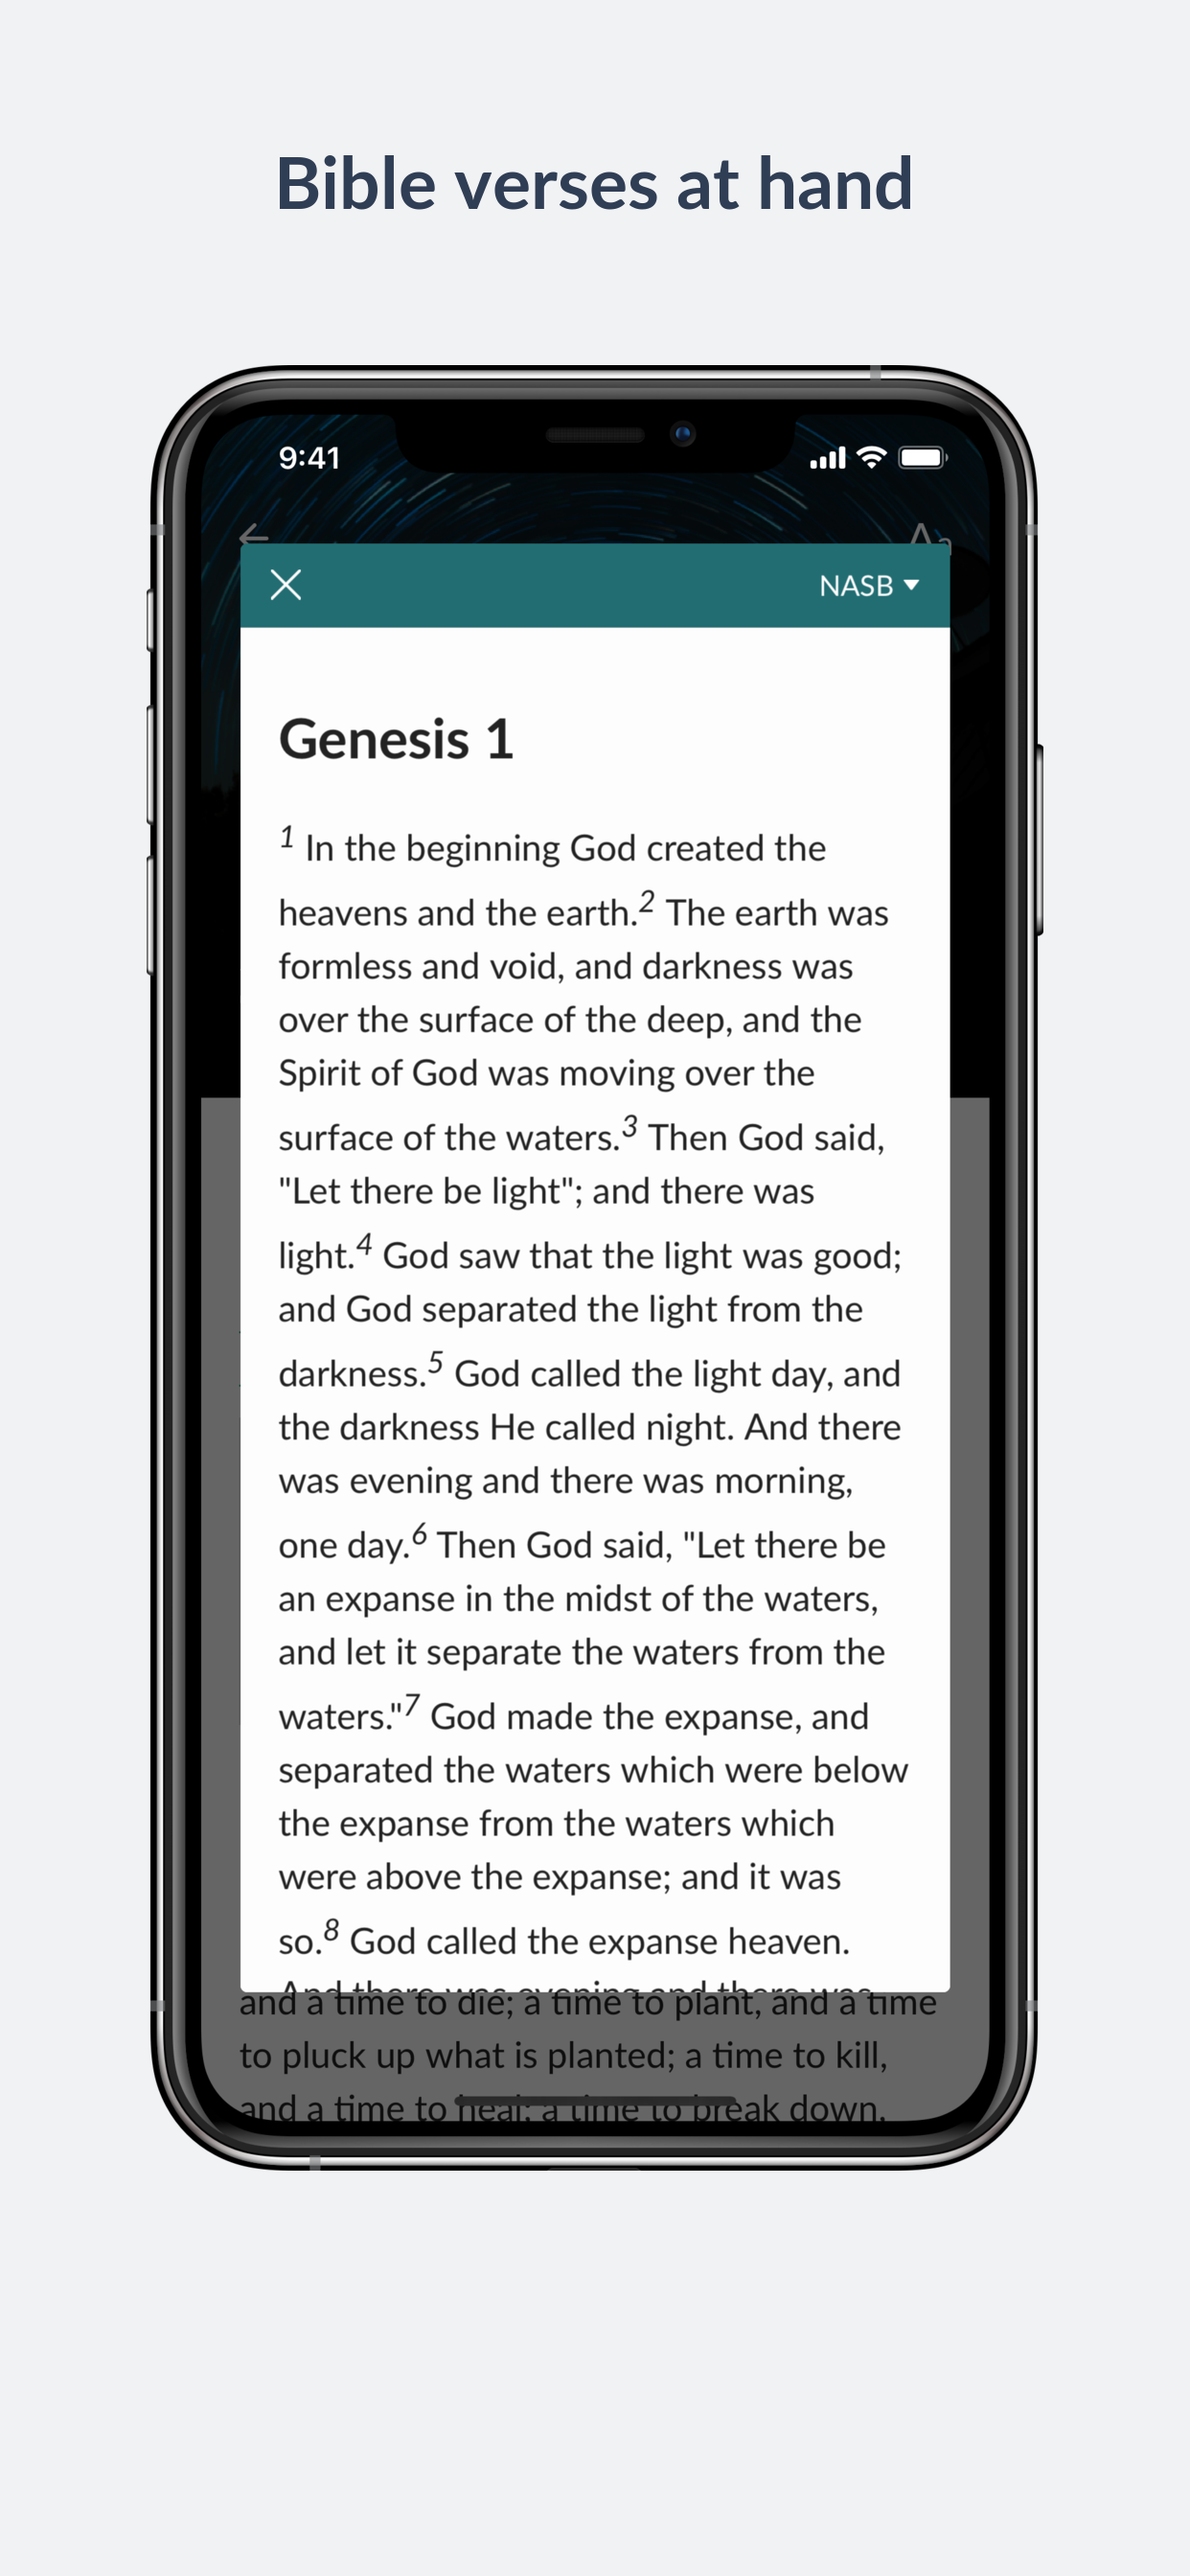 Bible verses at hand
9:41
Aa
NASB
Genesis 1
1 In the beginning God created the
heavens and the earth.2 The earth was
formless and void, and darkness was
over the surface of the deep, and the
Spirit of God was moving over the
surface of the waters.3 Then God said,
"Let there be light"; and there was
light.4 God saw that the light was good;
and God separated the light from the
darkness.5 God called the light day, and
the darkness He called night. And there
was evening and there was morning,
one day.6 Then God said, "Let there be
an expanse in the midst of the waters,
and let it separate the waters from the
waters."7 God made the expanse, and
separated the waters which were below
the expanse from the waters which
were above the expanse; and it was
so.8 God called the expanse heaven.
And there was evening and there was
and a time to die; a time to plant, and a time
to pluck up what is planted; a time to kill,
and a time to heal; a time to break down,